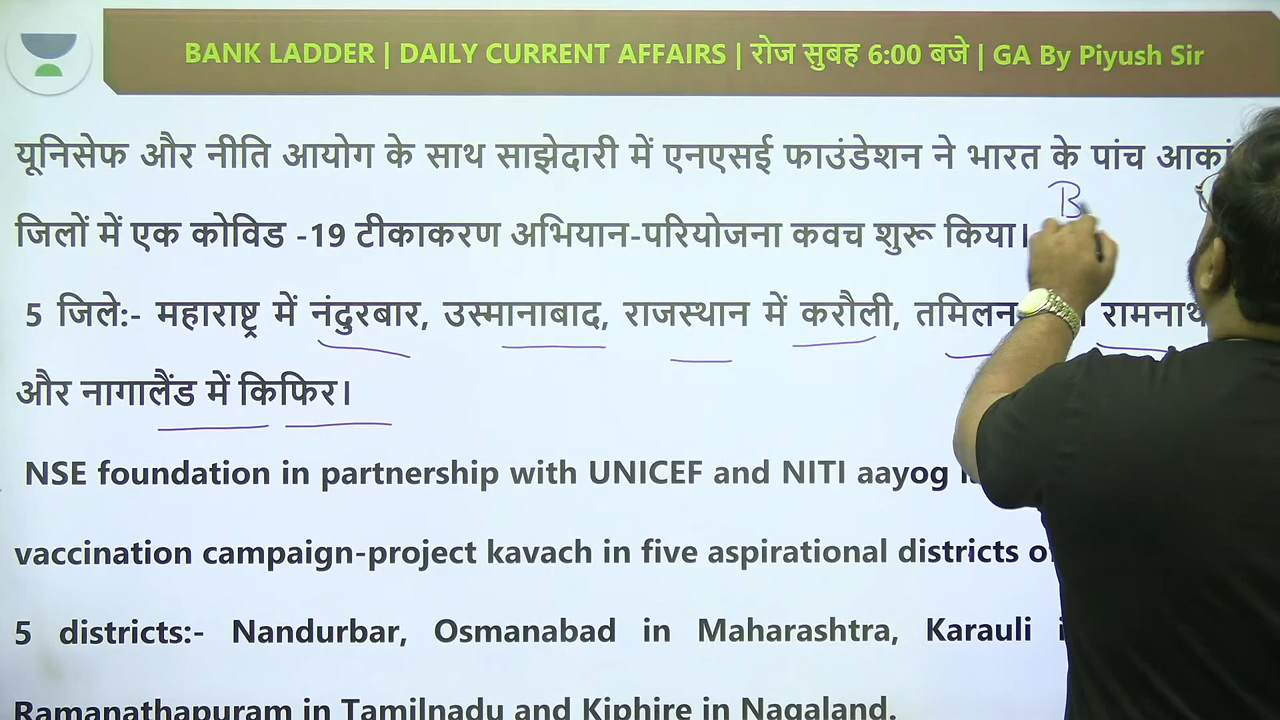 BANK LADDER | DAILY CURRENT AFFAIRS | रोज सुबह 6:00 बजे | GA By Piyush Sir
यूनिसेफ और नीति आयोग के साथ साझेदारी में एनएसई फाउंडेशन ने भारत के पांच
जिलों में एक कोविड -19 टीकाकरण अभियान-परियोजना कवच शुरू किया।
B
5 जिले:- महाराष्ट्र में नंदुरबार, उस्मानाबाद, राजस्थान में करौली,
और नागालैंड में किफिर।
NSE foundation in partnership with UNICEF and NITI aayog
vaccination campaign-project kavach in five aspirational districts
5 districts:- Nandurbar, Osmanabad in Maharashtra, Karauli
Ramanathapuram in Tamilnadu and Kiphire in Nagaland.